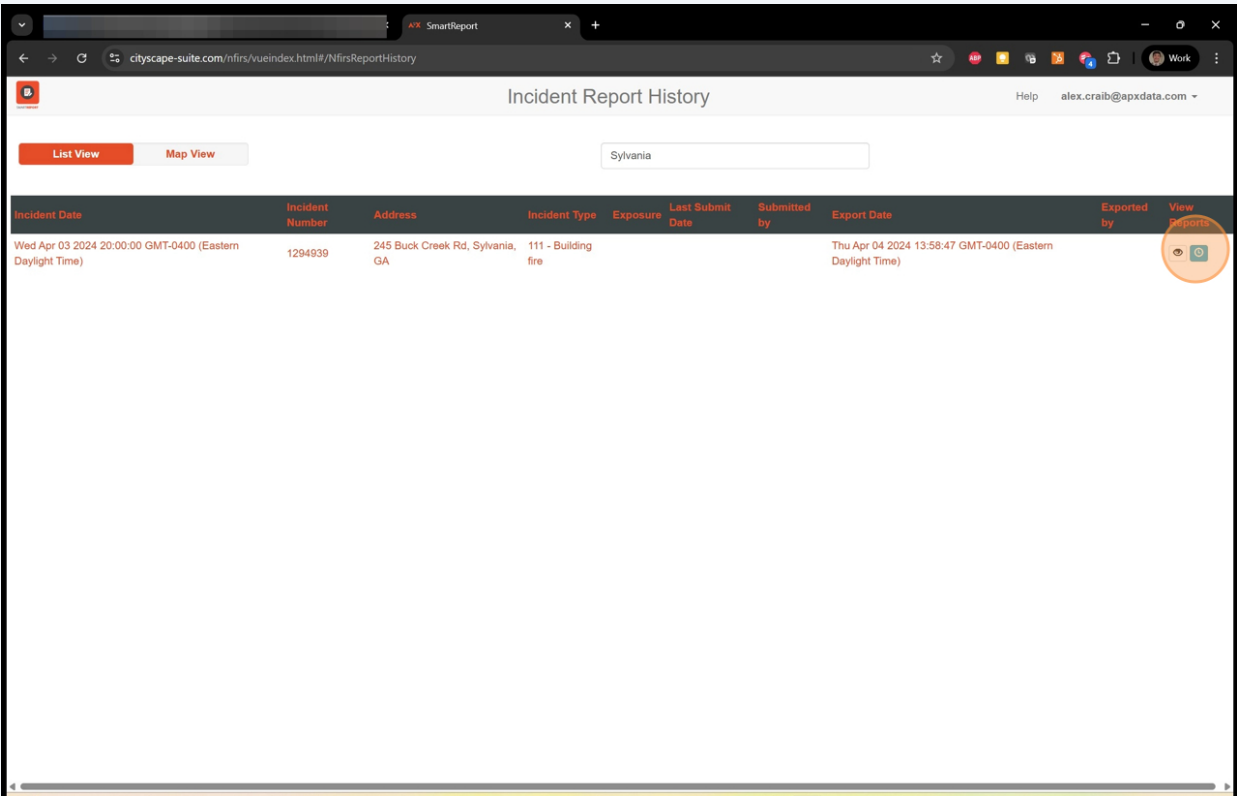 SmartReport
cityscape-suite.com/nfirs/vueindex.html#/NfirsReportHistory
ABP
4
Work
Incident Report History
Help
alex.craib@apxdata.com
List View
Map View
Sylvania
Incident Date
Incident Number
Address
Incident Type
Exposure
Last Submit Date
Submitted by
Export Date
Exported by
View Reports
Wed Apr 03 2024 20:00:00 GMT-0400 (Eastern
Daylight Time)
1294939
245 Buck Creek Rd, Sylvania,
GA
111 - Building
fire
Thu Apr 04 2024 13:58:47 GMT-0400 (Eastern
Daylight Time)